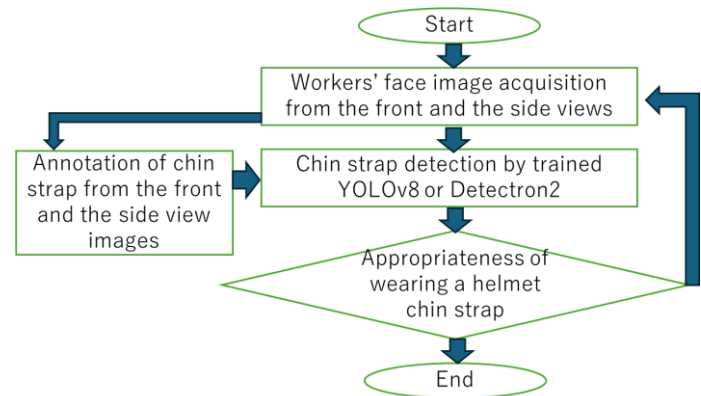 Start
Workers’ face image acquisition
from the front and the side views
Annotation of chin
strap from the front
and the side view
images
Chin strap detection by trained
YOLOv8 or Detectron2
Appropriateness of
wearing a helmet
chin strap
End